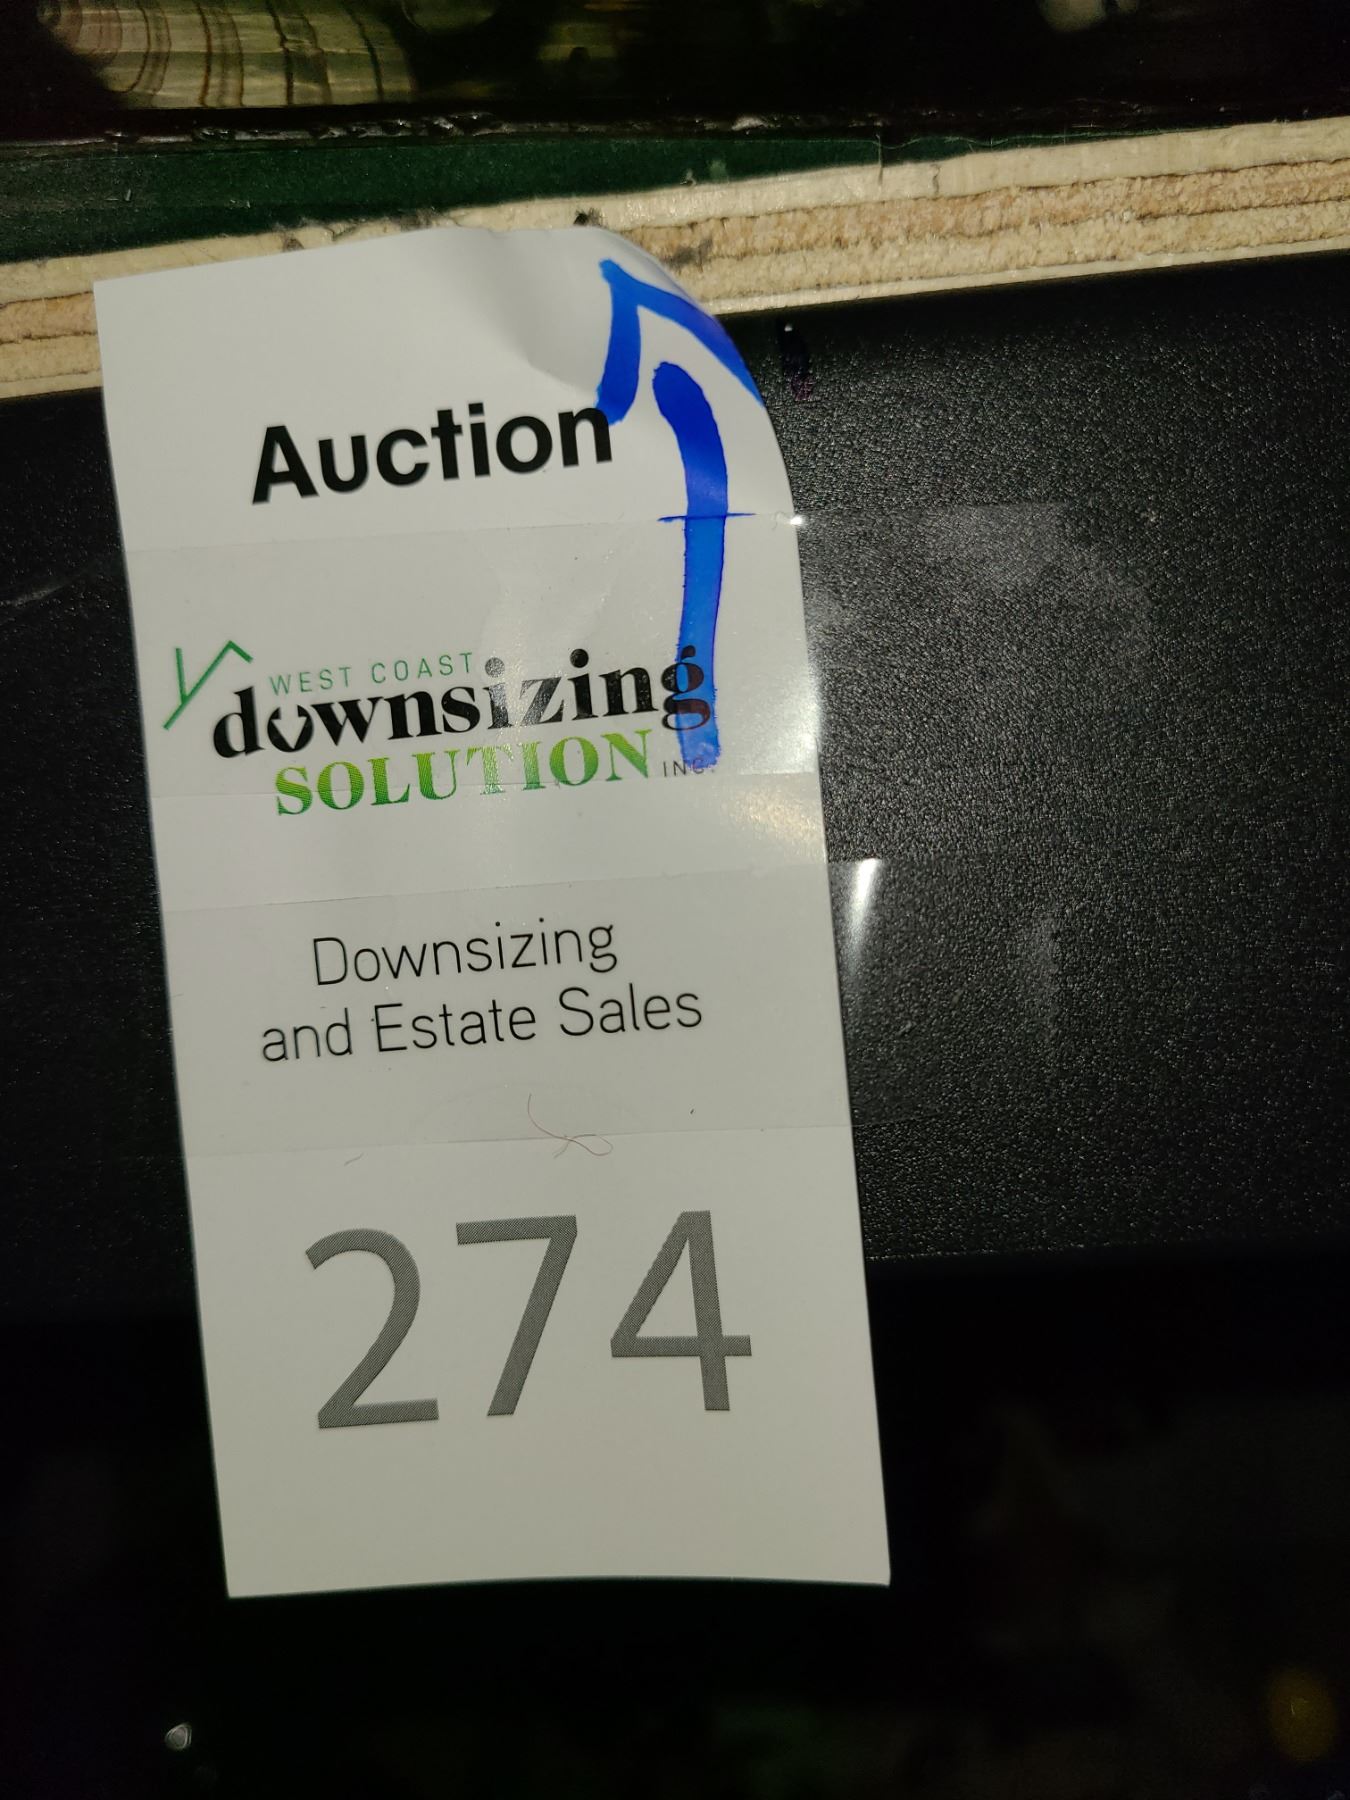 Auction
WEST COAST
downsizing
SOLUTION INC.
Downsizing
and Estate Sales
274